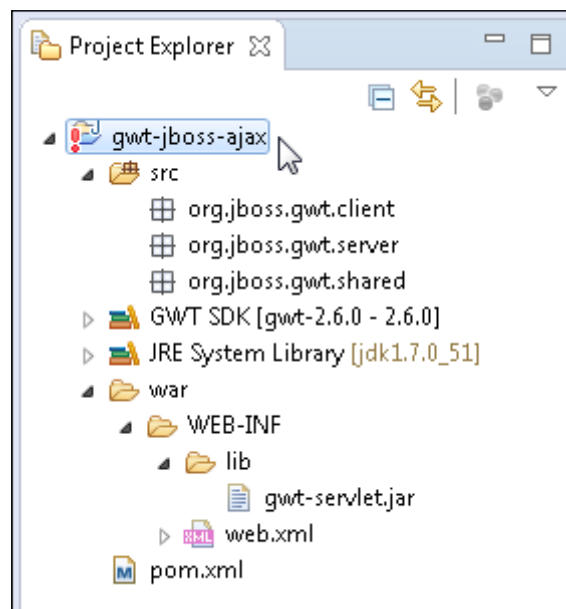 Project Explorer
gwt-jboss-ajax
src
org.jboss.gwt.client
org.jboss.gwt.server
org.jboss.gwt.shared
GWT SDK [gwt-2.6.0 - 2.6.0]
JRE System Library [jdk1.7.0_51]
war
WEB-INF
lib
gwt-servlet.jar
XML web.xml
M pom.xml